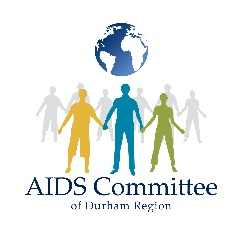 AIDS Committee
of Durham Region